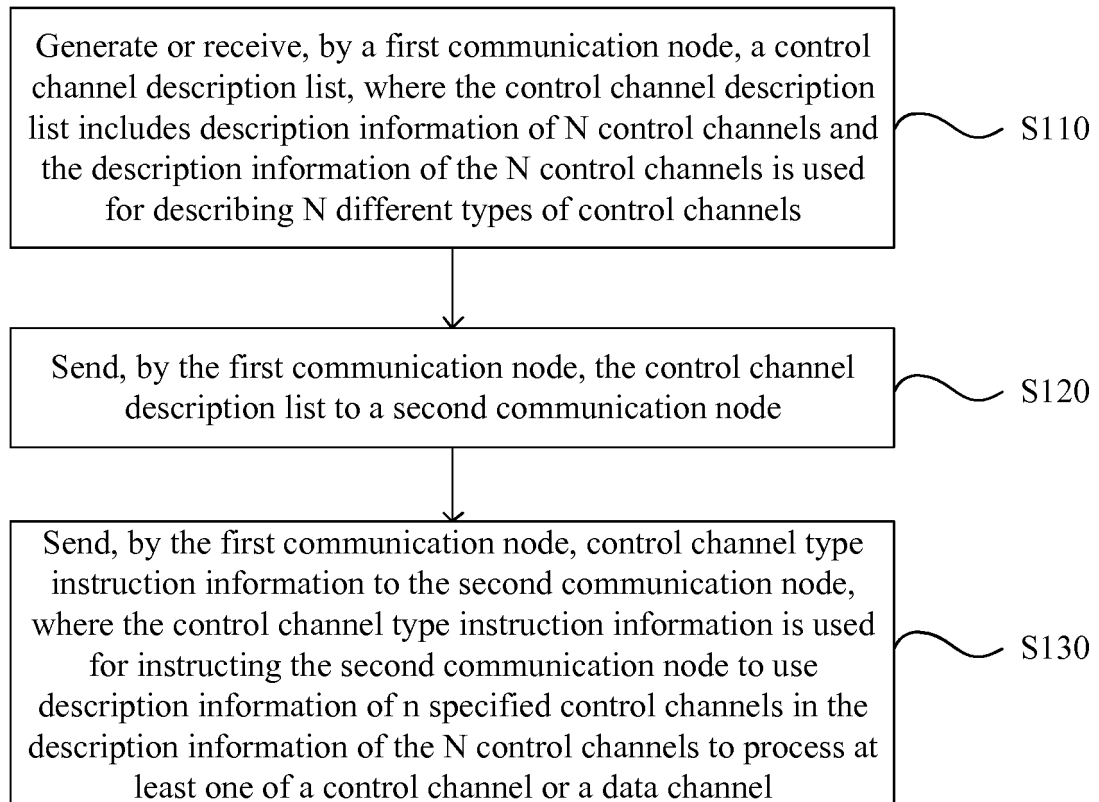 Generate or receive, by a first communication node, a control
channel description list, where the control channel description
list includes description information of N control channels and
the description information of the N control channels is used
for describing N different types of control channels
S110
Send, by the first communication node, the control channel
description list to a second communication node
S120
Send, by the first communication node, control channel type
instruction information to the second communication node,
where the control channel type instruction information is used
for instructing the second communication node to use
description information of n specified control channels in the
description information of the N control channels to process at
least one of a control channel or a data channel
S130